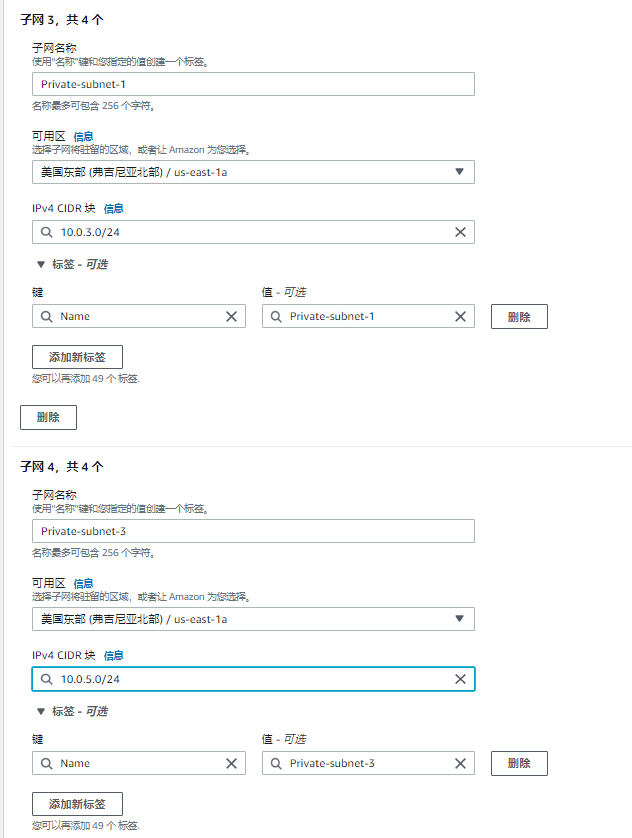 子网 3，共 4 个
子网名称
使用"名称"键和您指定的值创建一个标签。
Private-subnet-1
名称最多可包含 256 个字符。
可用区 信息
选择子网将驻留的区域，或者让 Amazon 为您选择。
美国东部 (弗吉尼亚北部) / us-east-1a
IPv4 CIDR 块 信息
10.0.3.0/24
标签 - 可选
键 值 - 可选
Name Private-subnet-1 删除
添加新标签
您可以再添加 49 个 标签.
删除
子网 4，共 4 个
子网名称
使用"名称"键和您指定的值创建一个标签。
Private-subnet-3
名称最多可包含 256 个字符。
可用区 信息
选择子网将驻留的区域，或者让 Amazon 为您选择。
美国东部 (弗吉尼亚北部) / us-east-1a
IPv4 CIDR 块 信息
10.0.5.0/24
标签 - 可选
键 值 - 可选
Name Private-subnet-3 删除
添加新标签
您可以再添加 49 个 标签.